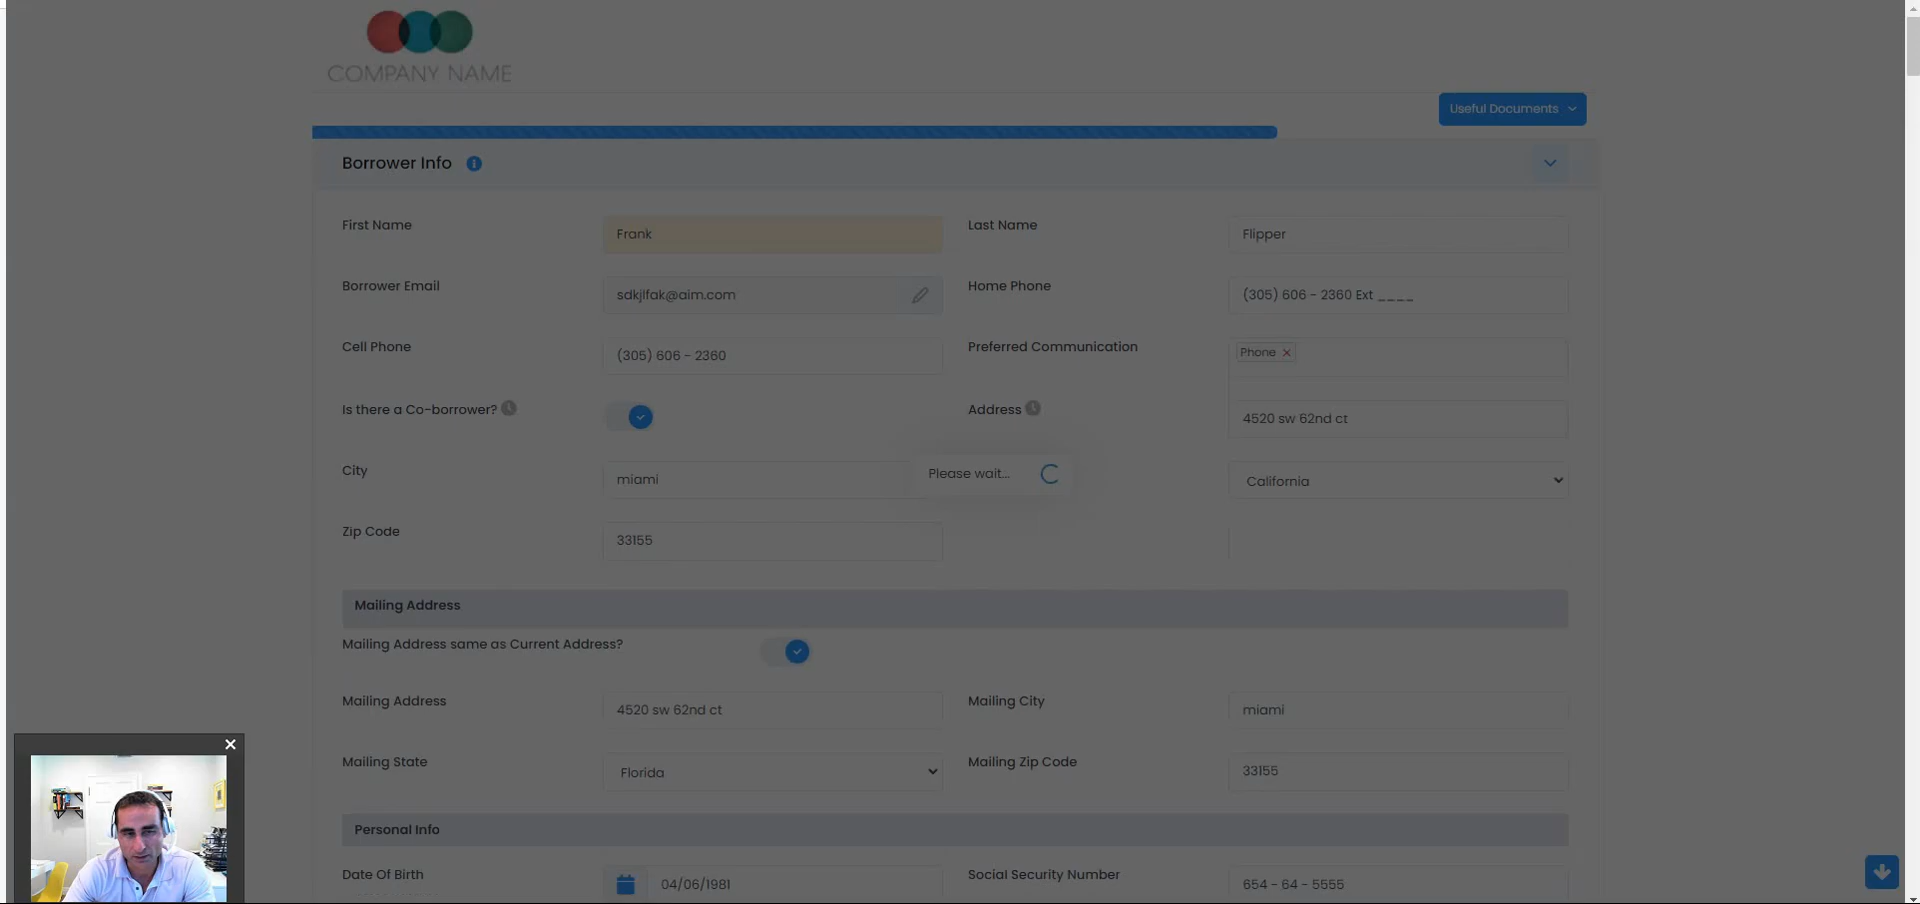 COMPANY NAME
Useful Documents
Borrower Info
First Name
Frank
Last Name
Flipper
Borrower Email
sdkjlfak@aim.com
Home Phone
(305) 606 - 2360 Ext ____
Cell Phone
(305) 606 - 2360
Preferred Communication
Phone ×
Is there a Co-borrower?
Address
4520 sw 62nd ct
City
miami
Please wait...
California
Zip Code
33155
Mailing Address
Mailing Address same as Current Address?
Mailing Address
4520 sw 62nd ct
Mailing City
miami
Mailing State
Florida
Mailing Zip Code
33155
Personal Info
Date Of Birth
04/06/1981
Social Security Number
654 - 64 - 5555